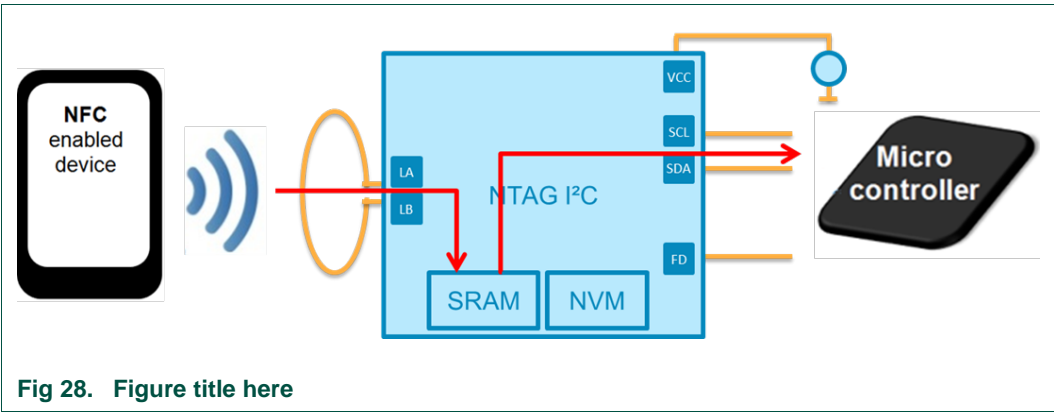 NFC
enabled
device
VCC
SCL
LA
SDA
LB
NTAG I²C
Micro
controller
FD
SRAM
NVM
Fig 28. Figure title here